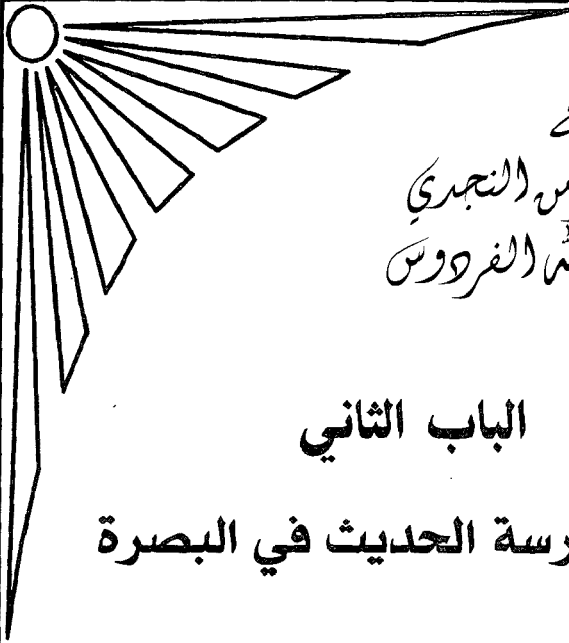 النجدي
الفردوس
الباب الثاني
رسة الحديث في البصرة